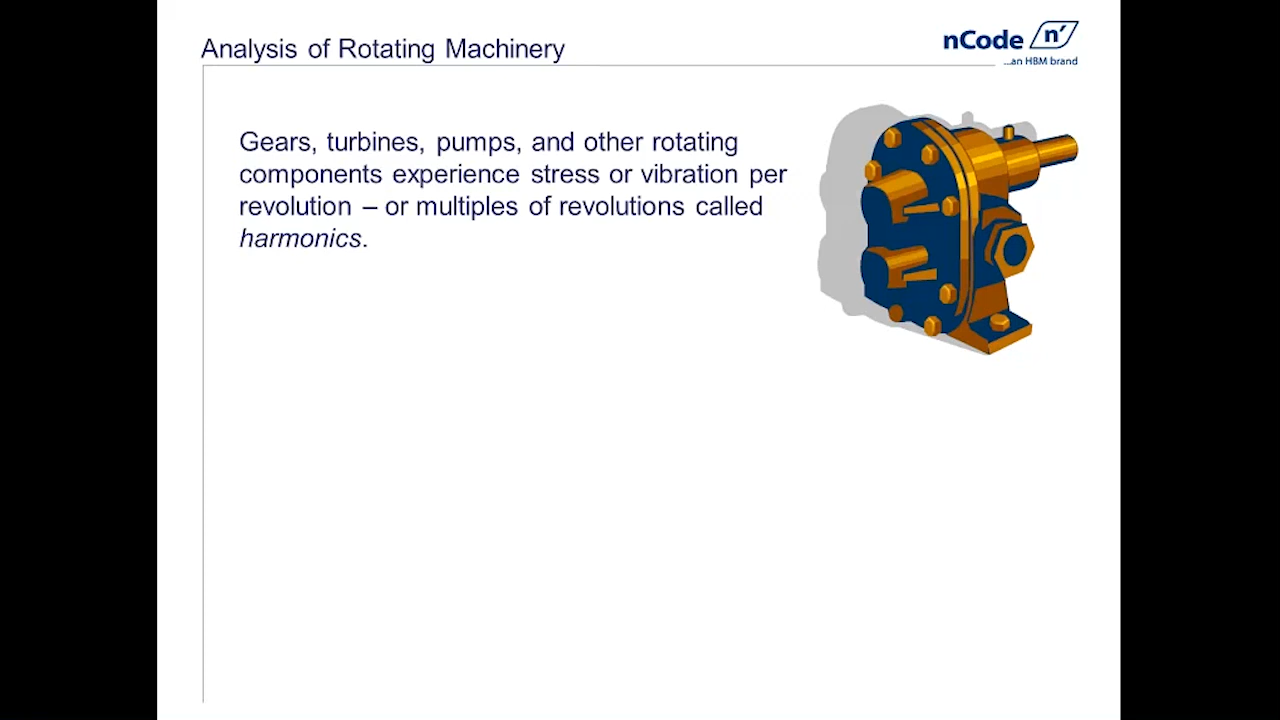 Analysis of Rotating Machinery
nCode n'
...an HBM brand
Gears, turbines, pumps, and other rotating
components experience stress or vibration per
revolution – or multiples of revolutions called
harmonics.